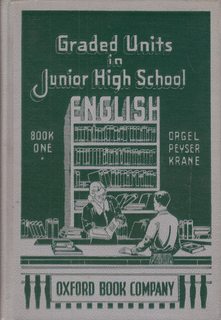 Graded Units
in
Junior High School
ENGLISH
BOOK
ONE
ORGEL
PEYSER
KRANE
OXFORD BOOK COMPANY